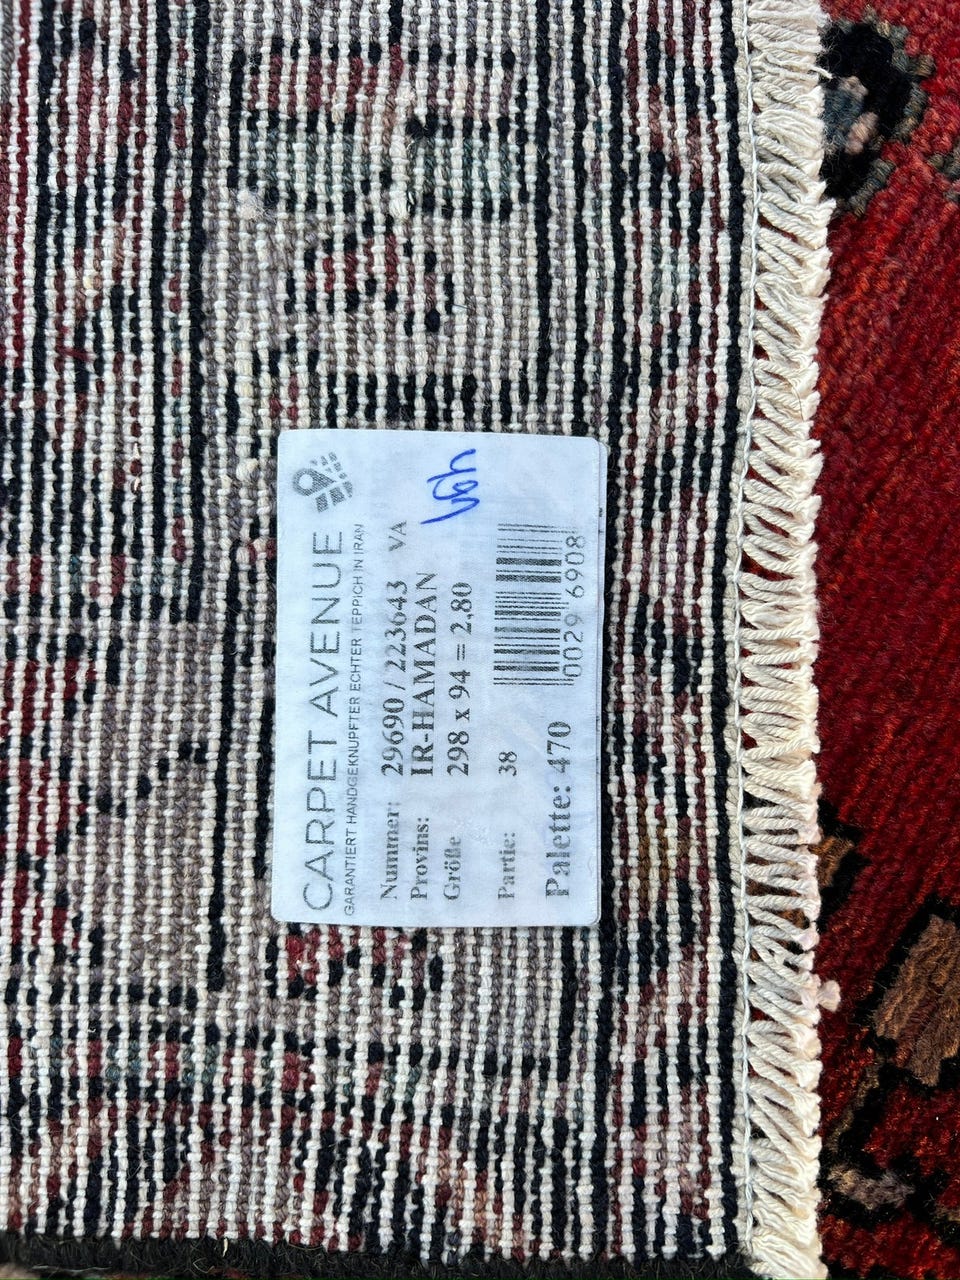 CARPET AVENUE
GARANTIERT HANDGEKNÜPFTER ECHTER TEPPICH IN IRAN
Nummer: 29690 / 223643 VA
Provins: IR-HAMADAN
Größe 298 x 94 = 2,80
Partie: 38
0029 6908
Palette: 470